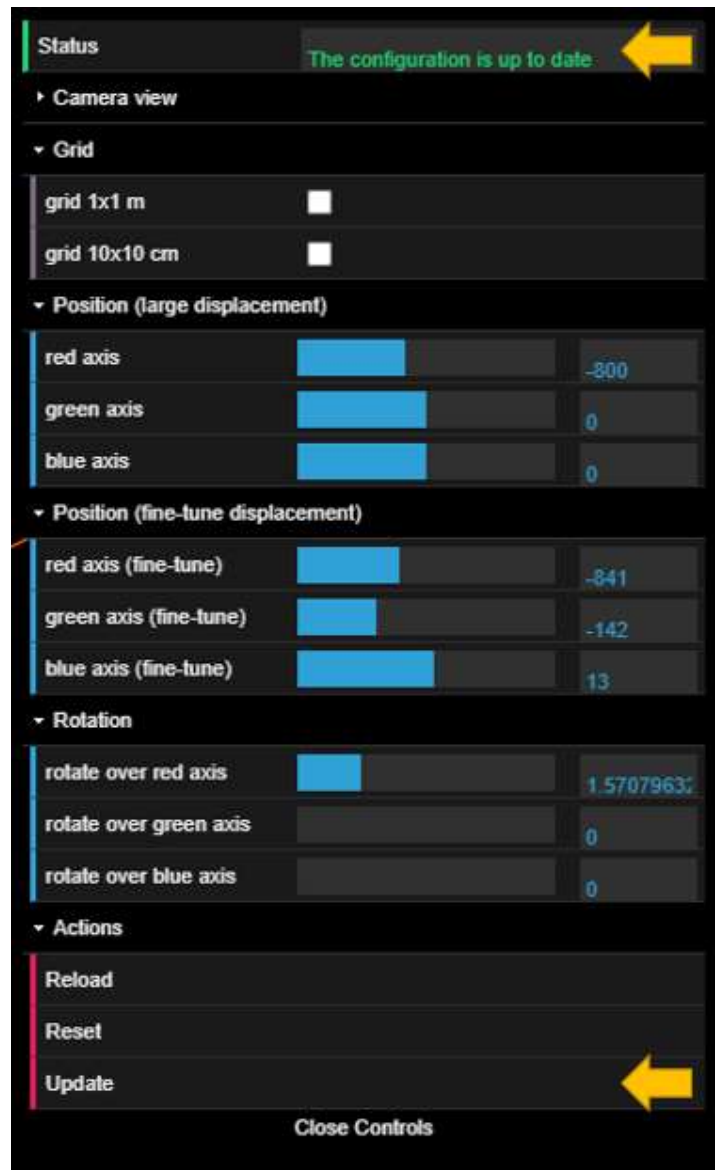 Status The configuration is up to date
Camera view
Grid
grid 1x1 m
grid 10x10 cm
Position (large displacement)
red axis -800
green axis 0
blue axis 0
Position (fine-tune displacement)
red axis (fine-tune) -841
green axis (fine-tune) -142
blue axis (fine-tune) 13
Rotation
rotate over red axis 1.57079632
rotate over green axis 0
rotate over blue axis 0
Actions
Reload
Reset
Update
Close Controls